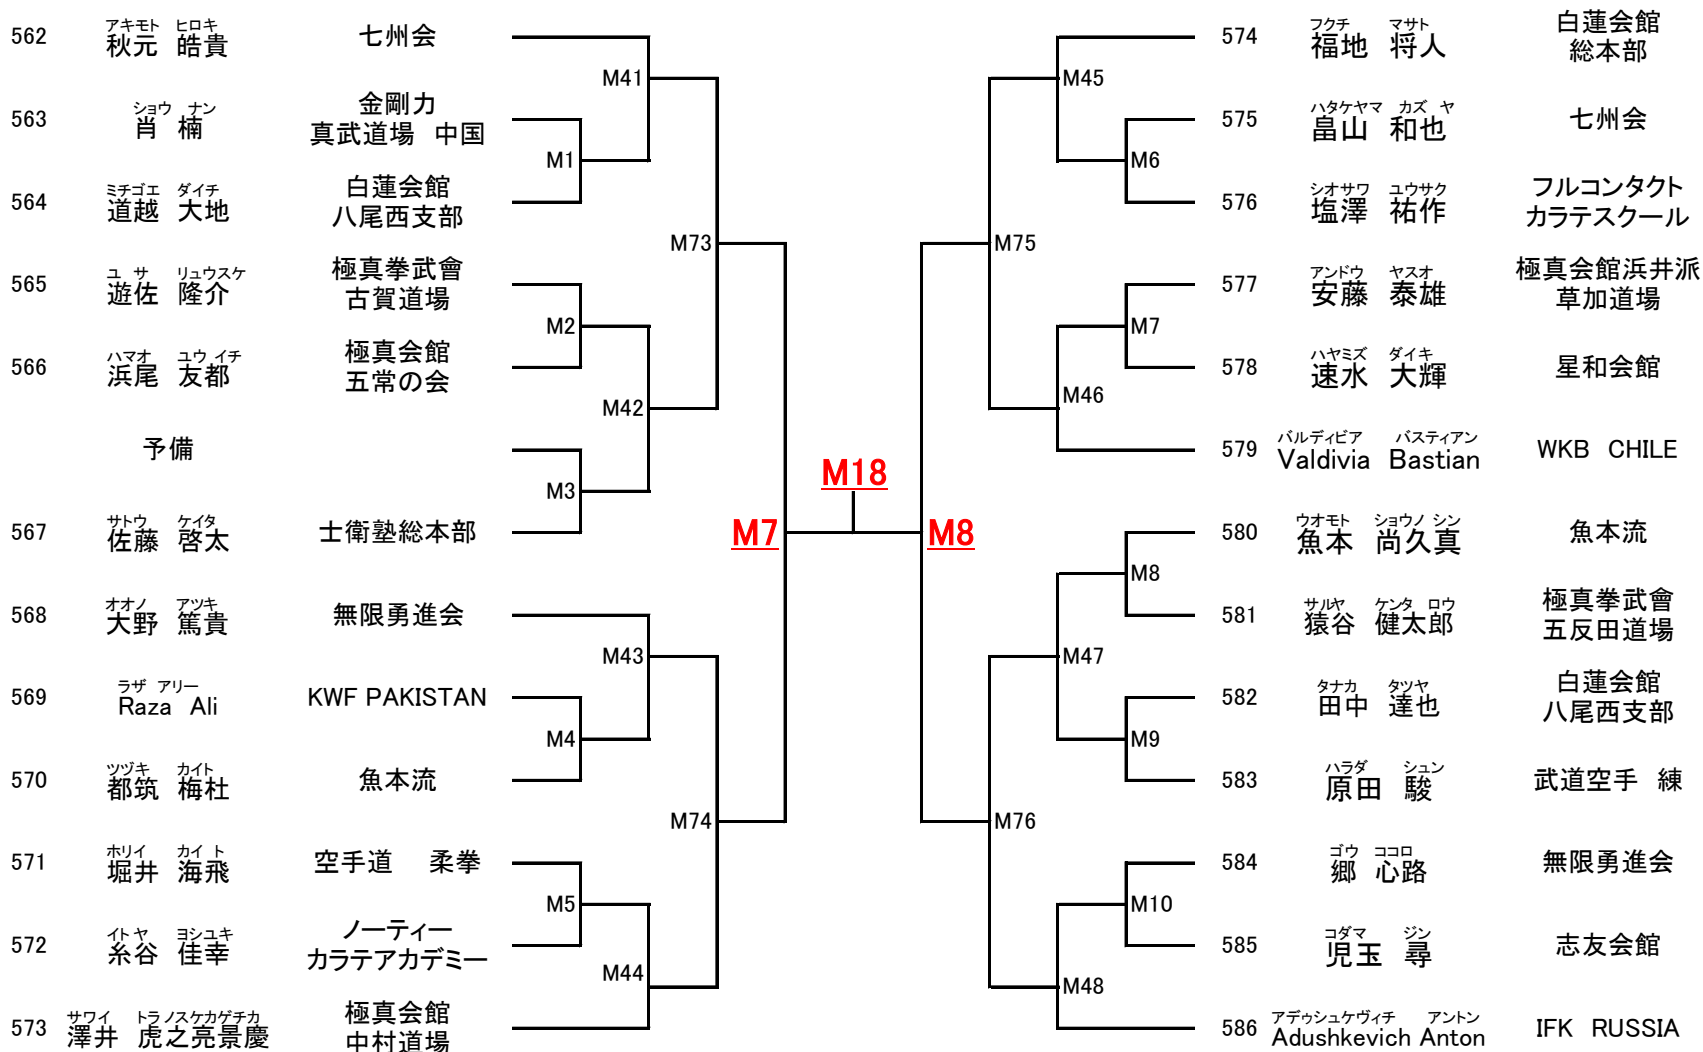 562 アキモト ヒロキ
秋元 皓貴 七州会
563 ショウ ナン
肖 楠 金剛力
真武道場 中国
564 ミチゴエ ダイチ
道越 大地 白蓮会館
八尾西支部
565 ユ サ リュウスケ
遊佐 隆介 極真拳武會
古賀道場
566 ハマオ ユウ イチ
浜尾 友都 極真会館
五常の会
予備
567 サトウ ケイタ
佐藤 啓太 士衛塾総本部
568 オオノ アツキ
大野 篤貴 無限勇進会
569 ラザ アリー
Raza Ali KWF PAKISTAN
570 ツヅキ カイト
都筑 梅杜 魚本流
571 ホリイ カイ ト
堀井 海飛 空手道 柔拳
572 イトヤ ヨシユキ
糸谷 佳幸 ノーティー
カラテアカデミー
573 サワイ トラノスケカゲチカ
澤井 虎之亮景慶 極真会館
中村道場
M41
M1
M73
M2
M42
M3
M7
M43
M4
M74
M5
M44
M18
M8
M45
M6
M75
M7
M46
M8
M47
M9
M76
M10
M48
574 フクチ マサト
福地 将人 白蓮会館
総本部
575 ハタケヤマ カズ ヤ
畠山 和也 七州会
576 シオサワ ユウサク
塩澤 祐作 フルコンタクト
カラテスクール
577 アンドウ ヤスオ
安藤 泰雄 極真会館浜井派
草加道場
578 ハヤミズ ダイキ
速水 大輝 星和会館
579 バルディビア バスティアン
Valdivia Bastian WKB CHILE
580 ウオモト ショウノ シン
魚本 尚久真 魚本流
581 サルヤ ケンタ ロウ
猿谷 健太郎 極真拳武會
五反田道場
582 タナカ タツヤ
田中 達也 白蓮会館
八尾西支部
583 ハラダ シュン
原田 駿 武道空手 練
584 ゴウ ココロ
郷 心路 無限勇進会
585 コダマ ジン
児玉 尋 志友会館
586 アデゥシュケヴィチ アントン
Adushkevich Anton IFK RUSSIA